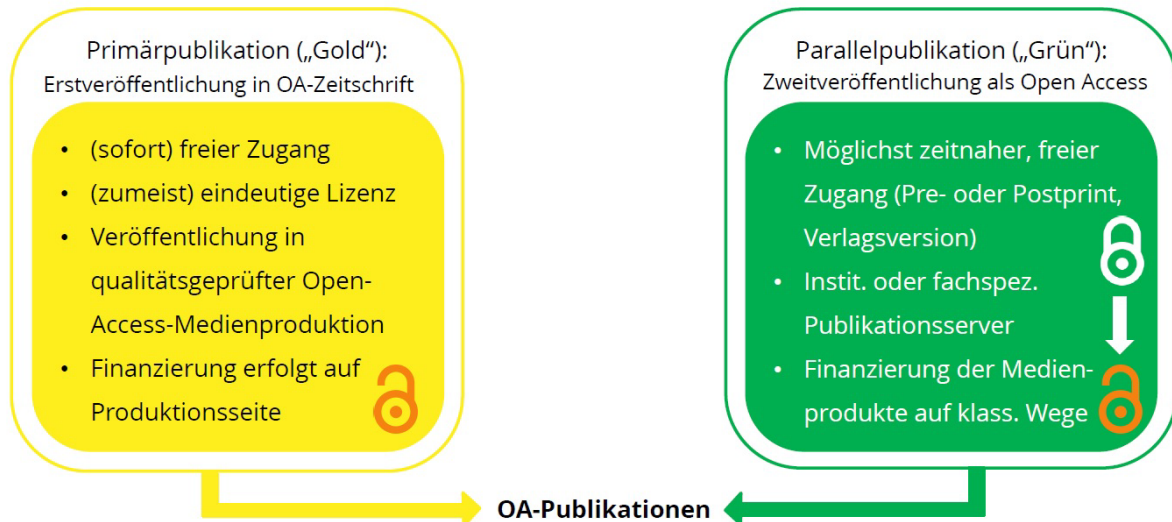 Primärpublikation („Gold“):
Erstveröffentlichung in OA-Zeitschrift
• (sofort) freier Zugang
• (zumeist) eindeutige Lizenz
• Veröffentlichung in
qualitätsgeprüfter Open-
Access-Medienproduktion
• Finanzierung erfolgt auf
Produktionsseite
Parallelpublikation („Grün“):
Zweitveröffentlichung als Open Access
• Möglichst zeitnaher, freier
Zugang (Pre- oder Postprint,
Verlagsversion)
• Instit. oder fachspez.
Publikationsserver
• Finanzierung der Medien-
produkte auf klass. Wege
OA-Publikationen